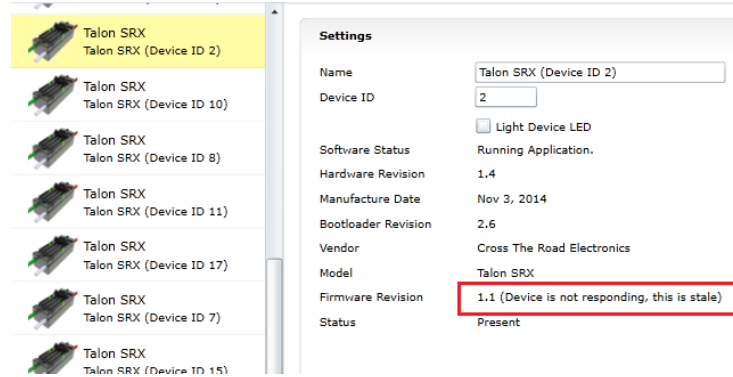 Talon SRX
Talon SRX (Device ID 2)
Talon SRX
Talon SRX (Device ID 10)
Talon SRX
Talon SRX (Device ID 8)
Talon SRX
Talon SRX (Device ID 11)
Talon SRX
Talon SRX (Device ID 17)
Talon SRX
Talon SRX (Device ID 7)
Talon SRX
Talon SRX (Device ID 15)
Settings
Name Talon SRX (Device ID 2)
Device ID 2
Light Device LED
Software Status Running Application.
Hardware Revision 1.4
Manufacture Date Nov 3, 2014
Bootloader Revision 2.6
Vendor Cross The Road Electronics
Model Talon SRX
Firmware Revision 1.1 (Device is not responding, this is stale)
Status Present